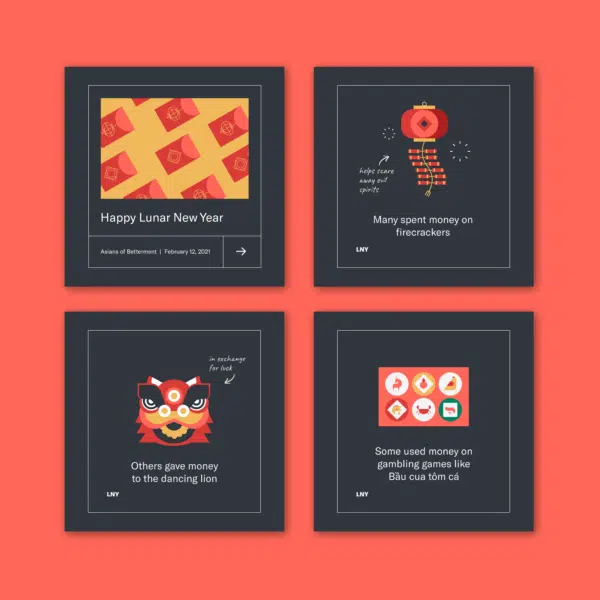 Happy Lunar New Year
Asians of Betterment | February 12, 2021
helps scare
away evil
spirits
Many spent money on
firecrackers
LNY
in exchange
for luck
Others gave money
to the dancing lion
LNY
Some used money on
gambling games like
Bầu cua tôm cá
LNY